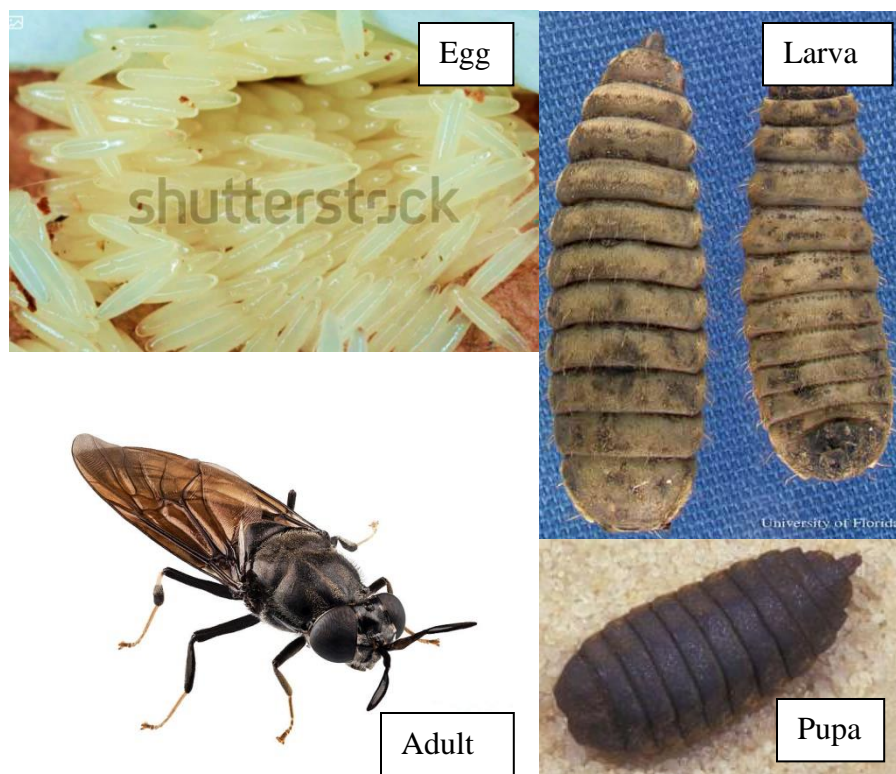 Egg
Larva
shutterstock
University of Florida
Adult
Pupa